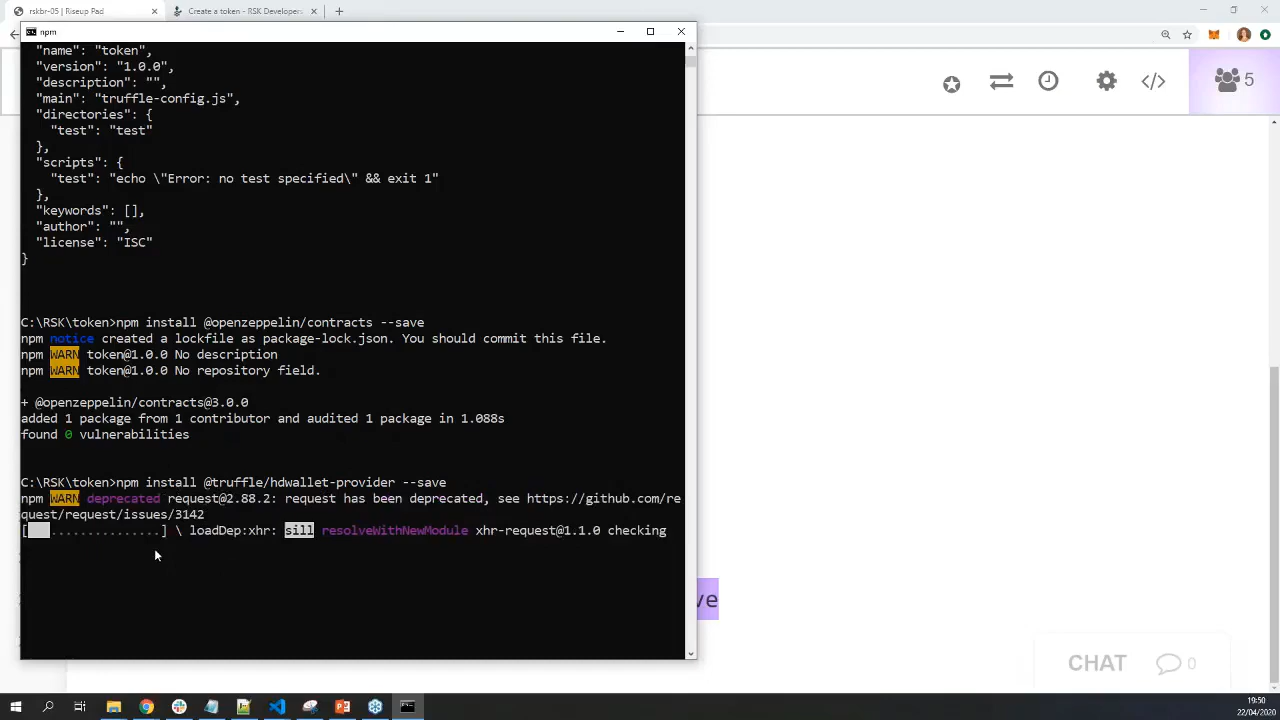 rskbr-05 | Riseup Pad
Create a token - RSK Developers
npm
"name": "token",
"version": "1.0.0",
"description": "",
"main": "truffle-config.js",
"directories": {
"test": "test"
},
"scripts": {
"test": "echo \"Error: no test specified\" && exit 1"
},
"keywords": [],
"author": "",
"license": "ISC"
}
C:\RSK\token>npm install @openzeppelin/contracts --save
npm notice created a lockfile as package-lock.json. You should commit this file.
npm WARN token@1.0.0 No description
npm WARN token@1.0.0 No repository field.
+ @openzeppelin/contracts@3.0.0
added 1 package from 1 contributor and audited 1 package in 1.088s
found 0 vulnerabilities
C:\RSK\token>npm install @truffle/hdwallet-provider --save
npm WARN deprecated request@2.88.2: request has been deprecated, see https://github.com/re
quest/request/issues/3142
[ ...............] \ loadDep:xhr: sill resolveWithNewModule xhr-request@1.1.0 checking
5
ve
CHAT 0
19:50
22/04/2020